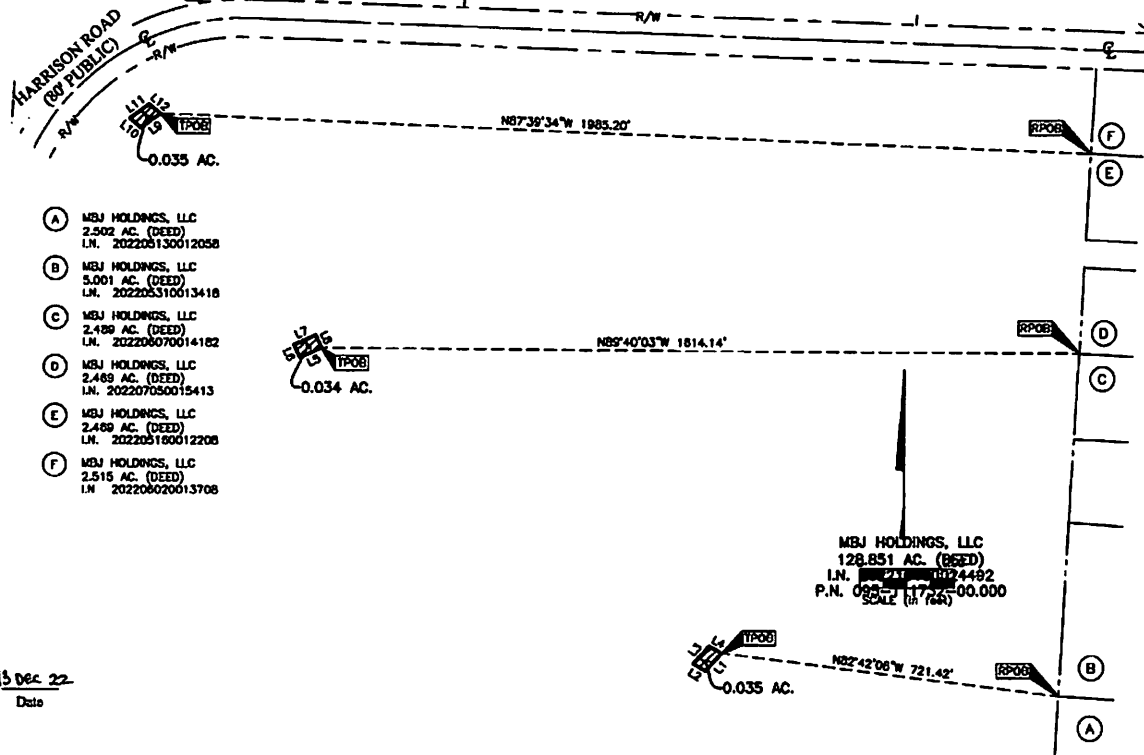 HARRISON ROAD
(80' PUBLIC)
R/W
R/W
R/W
L11 L12
L10 L9
TPOB
0.035 AC.
N87°39'34"W 1985.20'
RPOB
F
E
A MBJ HOLDINGS, LLC
2.502 AC. (DEED)
I.N. 202205130012058
B MBJ HOLDINGS, LLC
5.001 AC. (DEED)
I.N. 202205310013418
C MBJ HOLDINGS, LLC
2.489 AC. (DEED)
I.N. 202206070014182
D MBJ HOLDINGS, LLC
2.469 AC. (DEED)
I.N. 202207050015413
E MBJ HOLDINGS, LLC
2.469 AC. (DEED)
I.N. 202205160012208
F MBJ HOLDINGS, LLC
2.515 AC. (DEED)
I.N 202206020013708
L7
L5
TPOB
0.034 AC.
N89°40'03"W 1614.14'
RPOB
D
C
MBJ HOLDINGS, LLC
128.851 AC. (DEED)
I.N. 24492
P.N. 00.000
SCALE (in feet)
L3 L4
L2 L1
TPOB
0.035 AC.
N82°42'06"W 721.42'
RPOB
B
A
DEC 22
Date